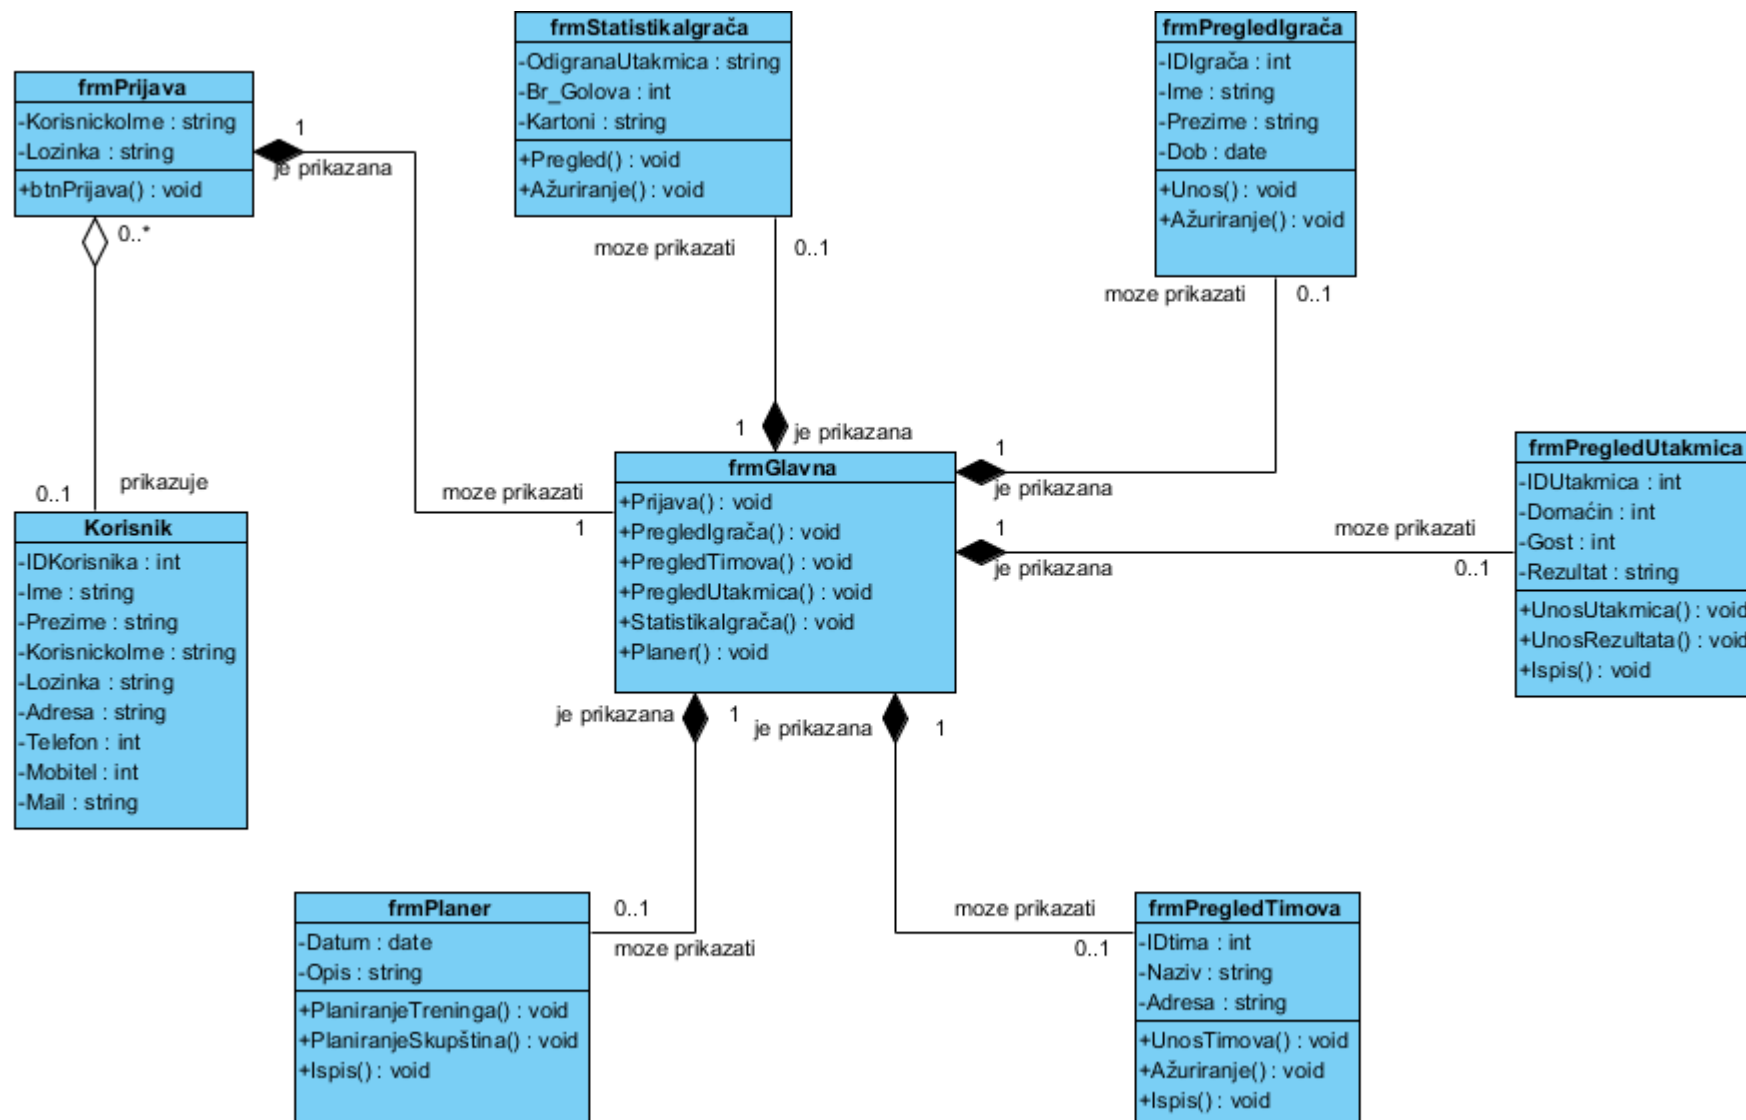 frmPrijava
-KorisnickoIme : string
-Lozinka : string
+btnPrijava() : void
1
je prikazana
0..*
frmStatistikaIgrača
-OdigranaUtakmica : string
-Br_Golova : int
-Kartoni : string
+Pregled() : void
+Ažuriranje() : void
moze prikazati
0..1
frmPregledIgrača
-IDIgrača : int
-Ime : string
-Prezime : string
-Dob : date
+Unos() : void
+Ažuriranje() : void
moze prikazati
0..1
1
je prikazana
1
je prikazana
frmGlavna
+Prijava() : void
+PregledIgrača() : void
+PregledTimova() : void
+PregledUtakmica() : void
+StatistikaIgrača() : void
+Planer() : void
moze prikazati
1
1
je prikazana
moze prikazati
0..1
frmPregledUtakmica
-IDUtakmica : int
-Domaćin : int
-Gost : int
-Rezultat : string
+UnosUtakmica() : void
+UnosRezultata() : void
+Ispis() : void
0..1
prikazuje
Korisnik
-IDKorisnika : int
-Ime : string
-Prezime : string
-KorisnickoIme : string
-Lozinka : string
-Adresa : string
-Telefon : int
-Mobitel : int
-Mail : string
je prikazana
1
je prikazana
1
frmPlaner
-Datum : date
-Opis : string
+PlaniranjeTreninga() : void
+PlaniranjeSkupština() : void
+Ispis() : void
0..1
moze prikazati
moze prikazati
0..1
frmPregledTimova
-IDtima : int
-Naziv : string
-Adresa : string
+UnosTimova() : void
+Ažuriranje() : void
+Ispis() : void